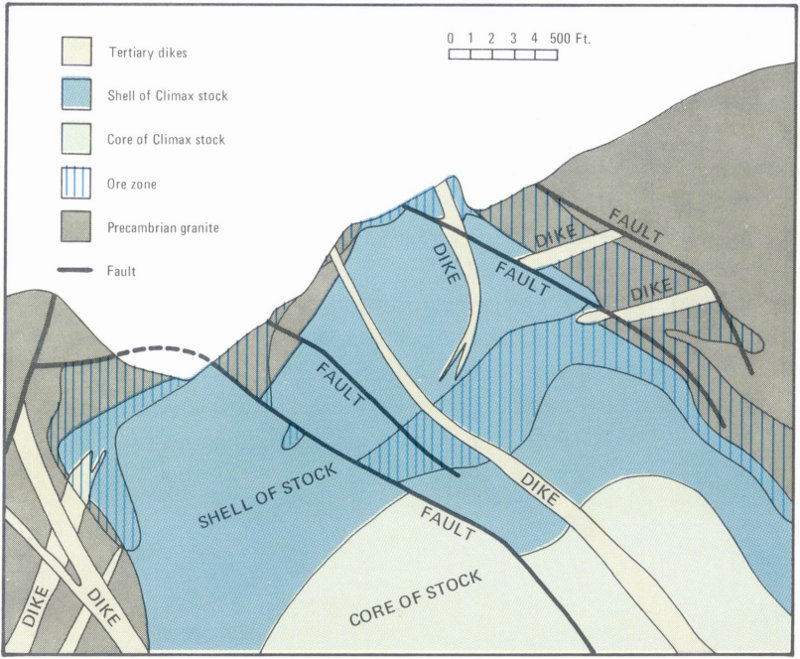 0 1 2 3 4 500 Ft.
Tertiary dikes
Shell of Climax stock
Core of Climax stock
Ore zone
Precambrian granite
Fault
FAULT
DIKE
DIKE
FAULT
DIKE
FAULT
SHELL OF STOCK
DIKE
FAULT
CORE OF STOCK
DIKE
DIKE